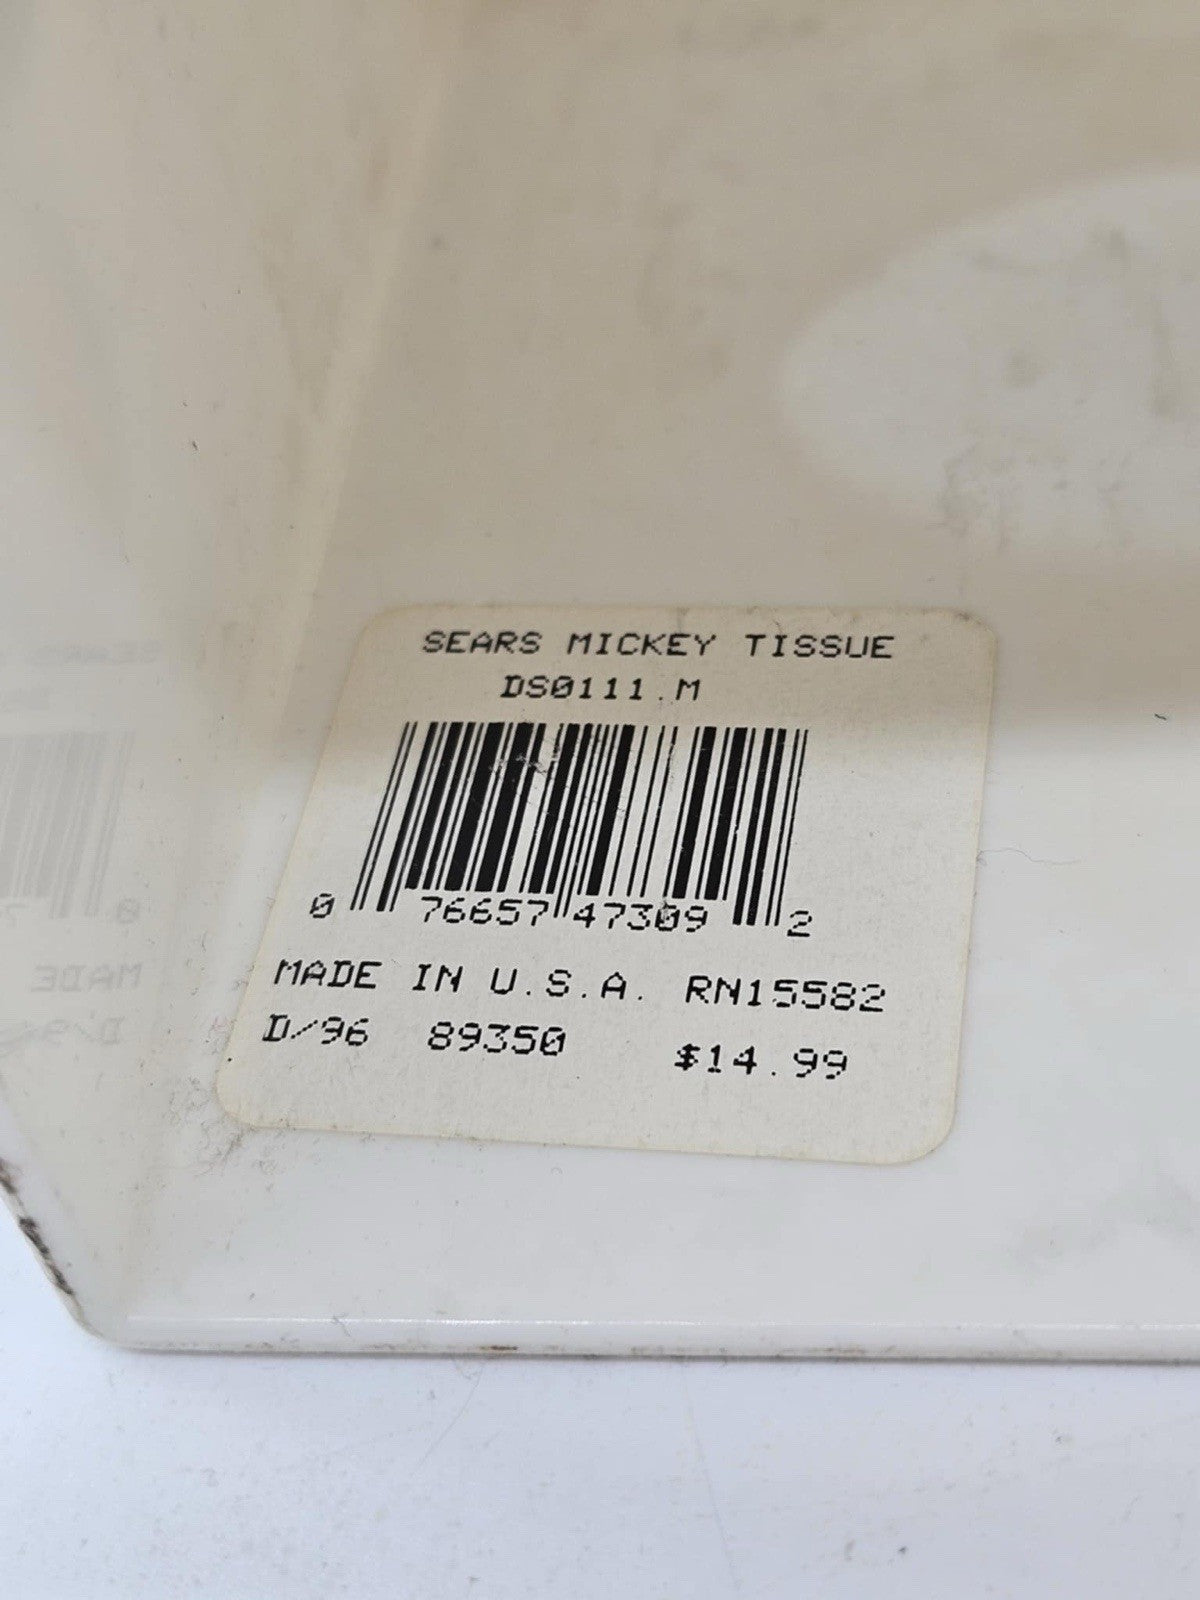 SEARS MICKEY TISSUE
DS0111.M
0 76657 47309 2
MADE IN U.S.A. RN15582
D/96 89350 $14.99